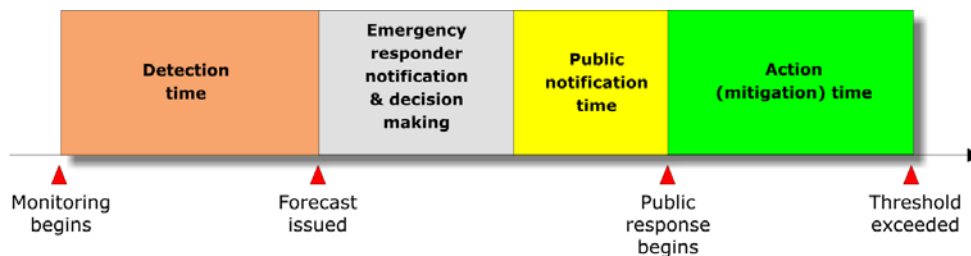 Detection
time
Emergency
responder
notification
& decision
making
Public
notification
time
Action
(mitigation) time
Monitoring
begins
Forecast
issued
Public
response
begins
Threshold
exceeded